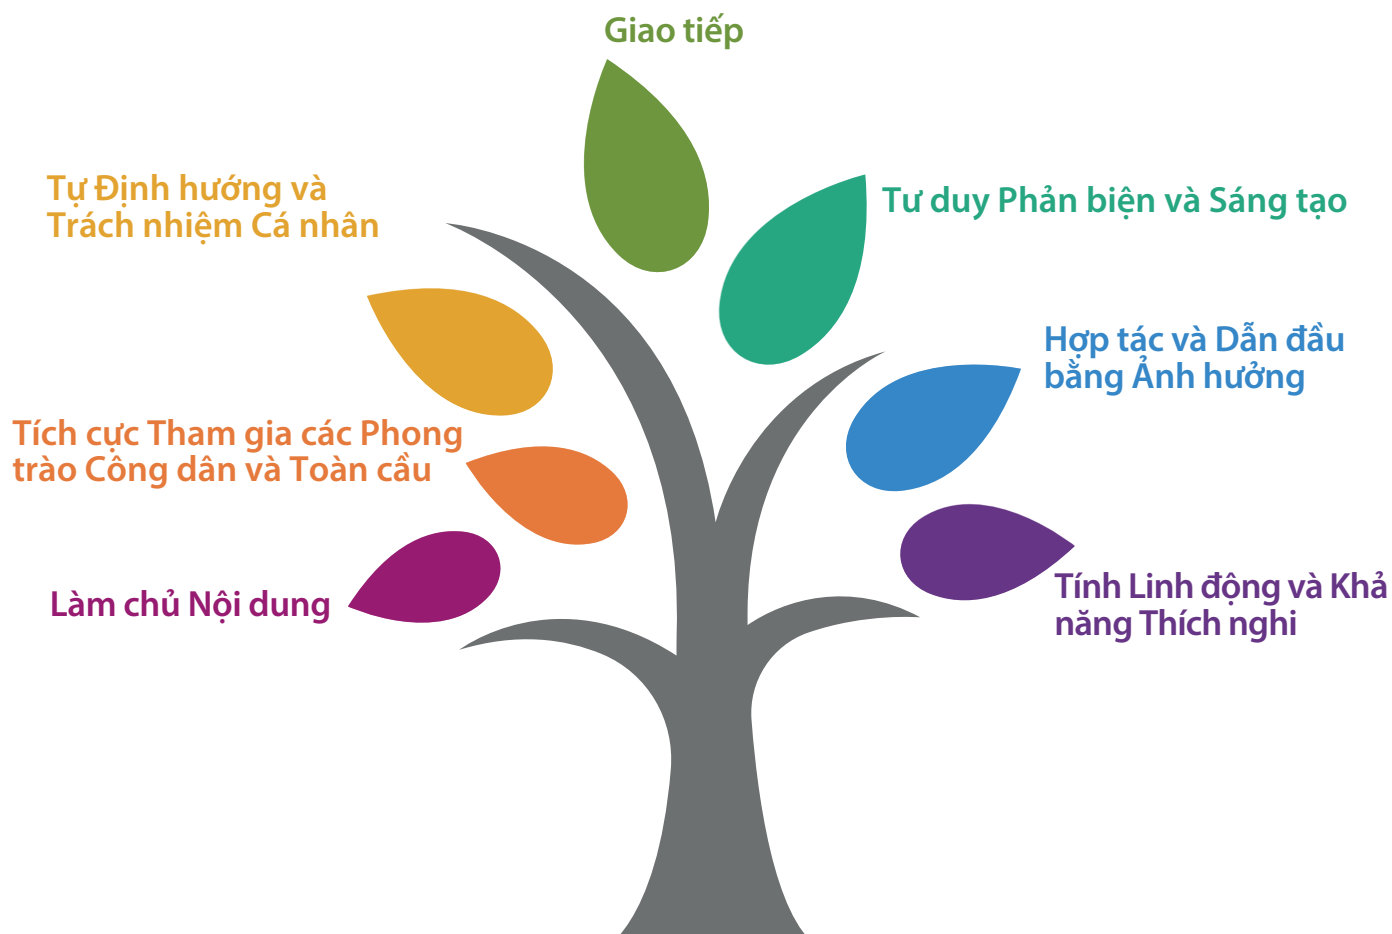 Giao tiếp
Tự Định hướng và
Trách nhiệm Cá nhân
Tư duy Phản biện và Sáng tạo
Hợp tác và Dẫn đầu
bằng Ảnh hưởng
Tích cực Tham gia các Phong
trào Công dân và Toàn cầu
Làm chủ Nội dung
Tính Linh động và Khả
năng Thích nghi